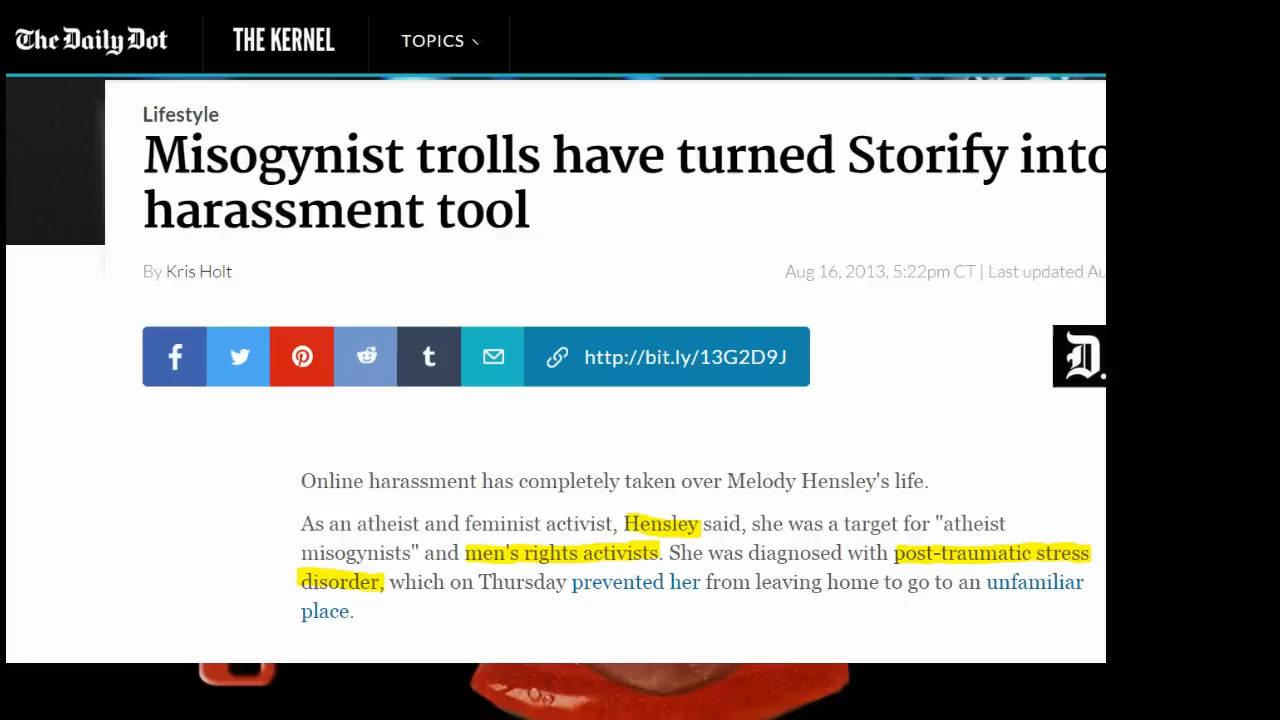 The Daily Dot
THE KERNEL
TOPICS
Lifestyle
Misogynist trolls have turned Storify into
harassment tool
By Kris Holt
Aug 16, 2013, 5:22pm CT | Last updated Au
f
t
http://bit.ly/13G2D9J
D.
Online harassment has completely taken over Melody Hensley's life.
As an atheist and feminist activist, Hensley said, she was a target for "atheist
misogynists" and men's rights activists. She was diagnosed with post-traumatic stress
disorder, which on Thursday prevented her from leaving home to go to an unfamiliar
place.